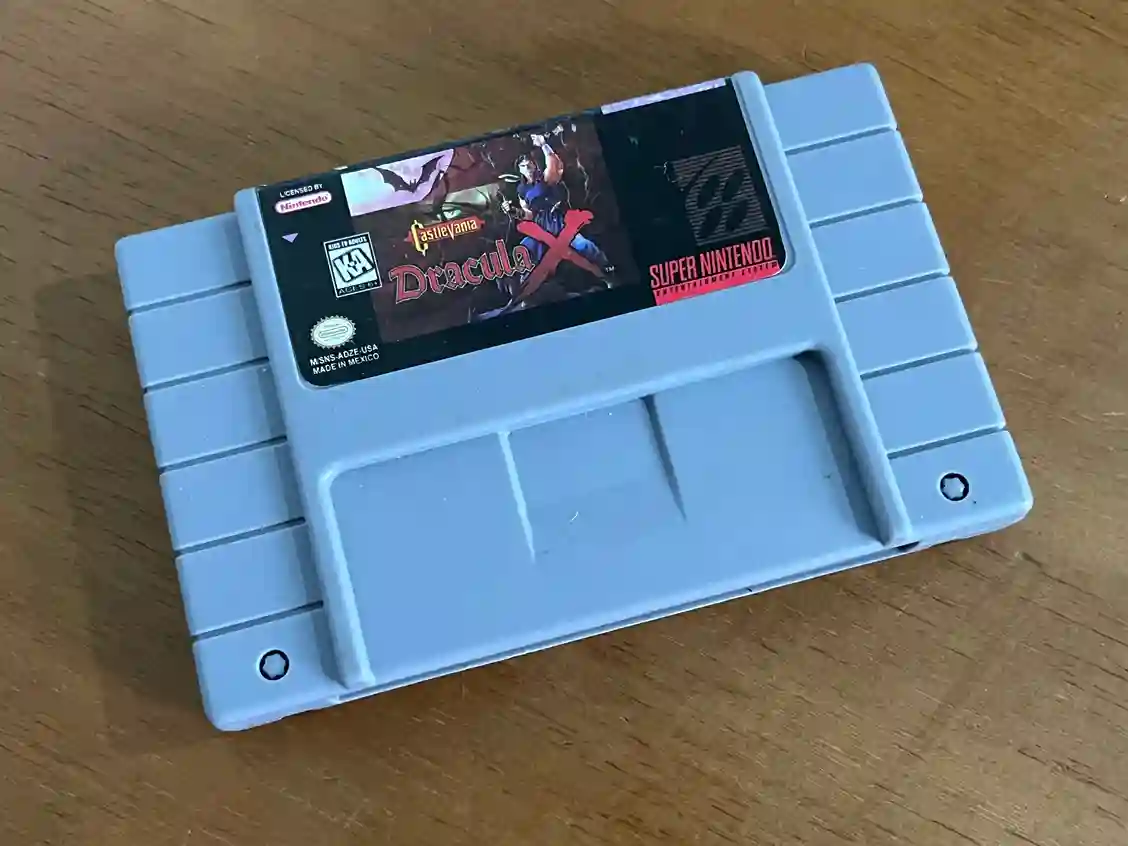 LICENSED BY
Nintendo
KIDS TO ADULTS
KA
AGES 6+
CASTLEVANIA
DRACULA X
™
M/SNS-ADZE-USA
MADE IN MEXICO
SUPER NINTENDO
ENTERTAINMENT SYSTEM